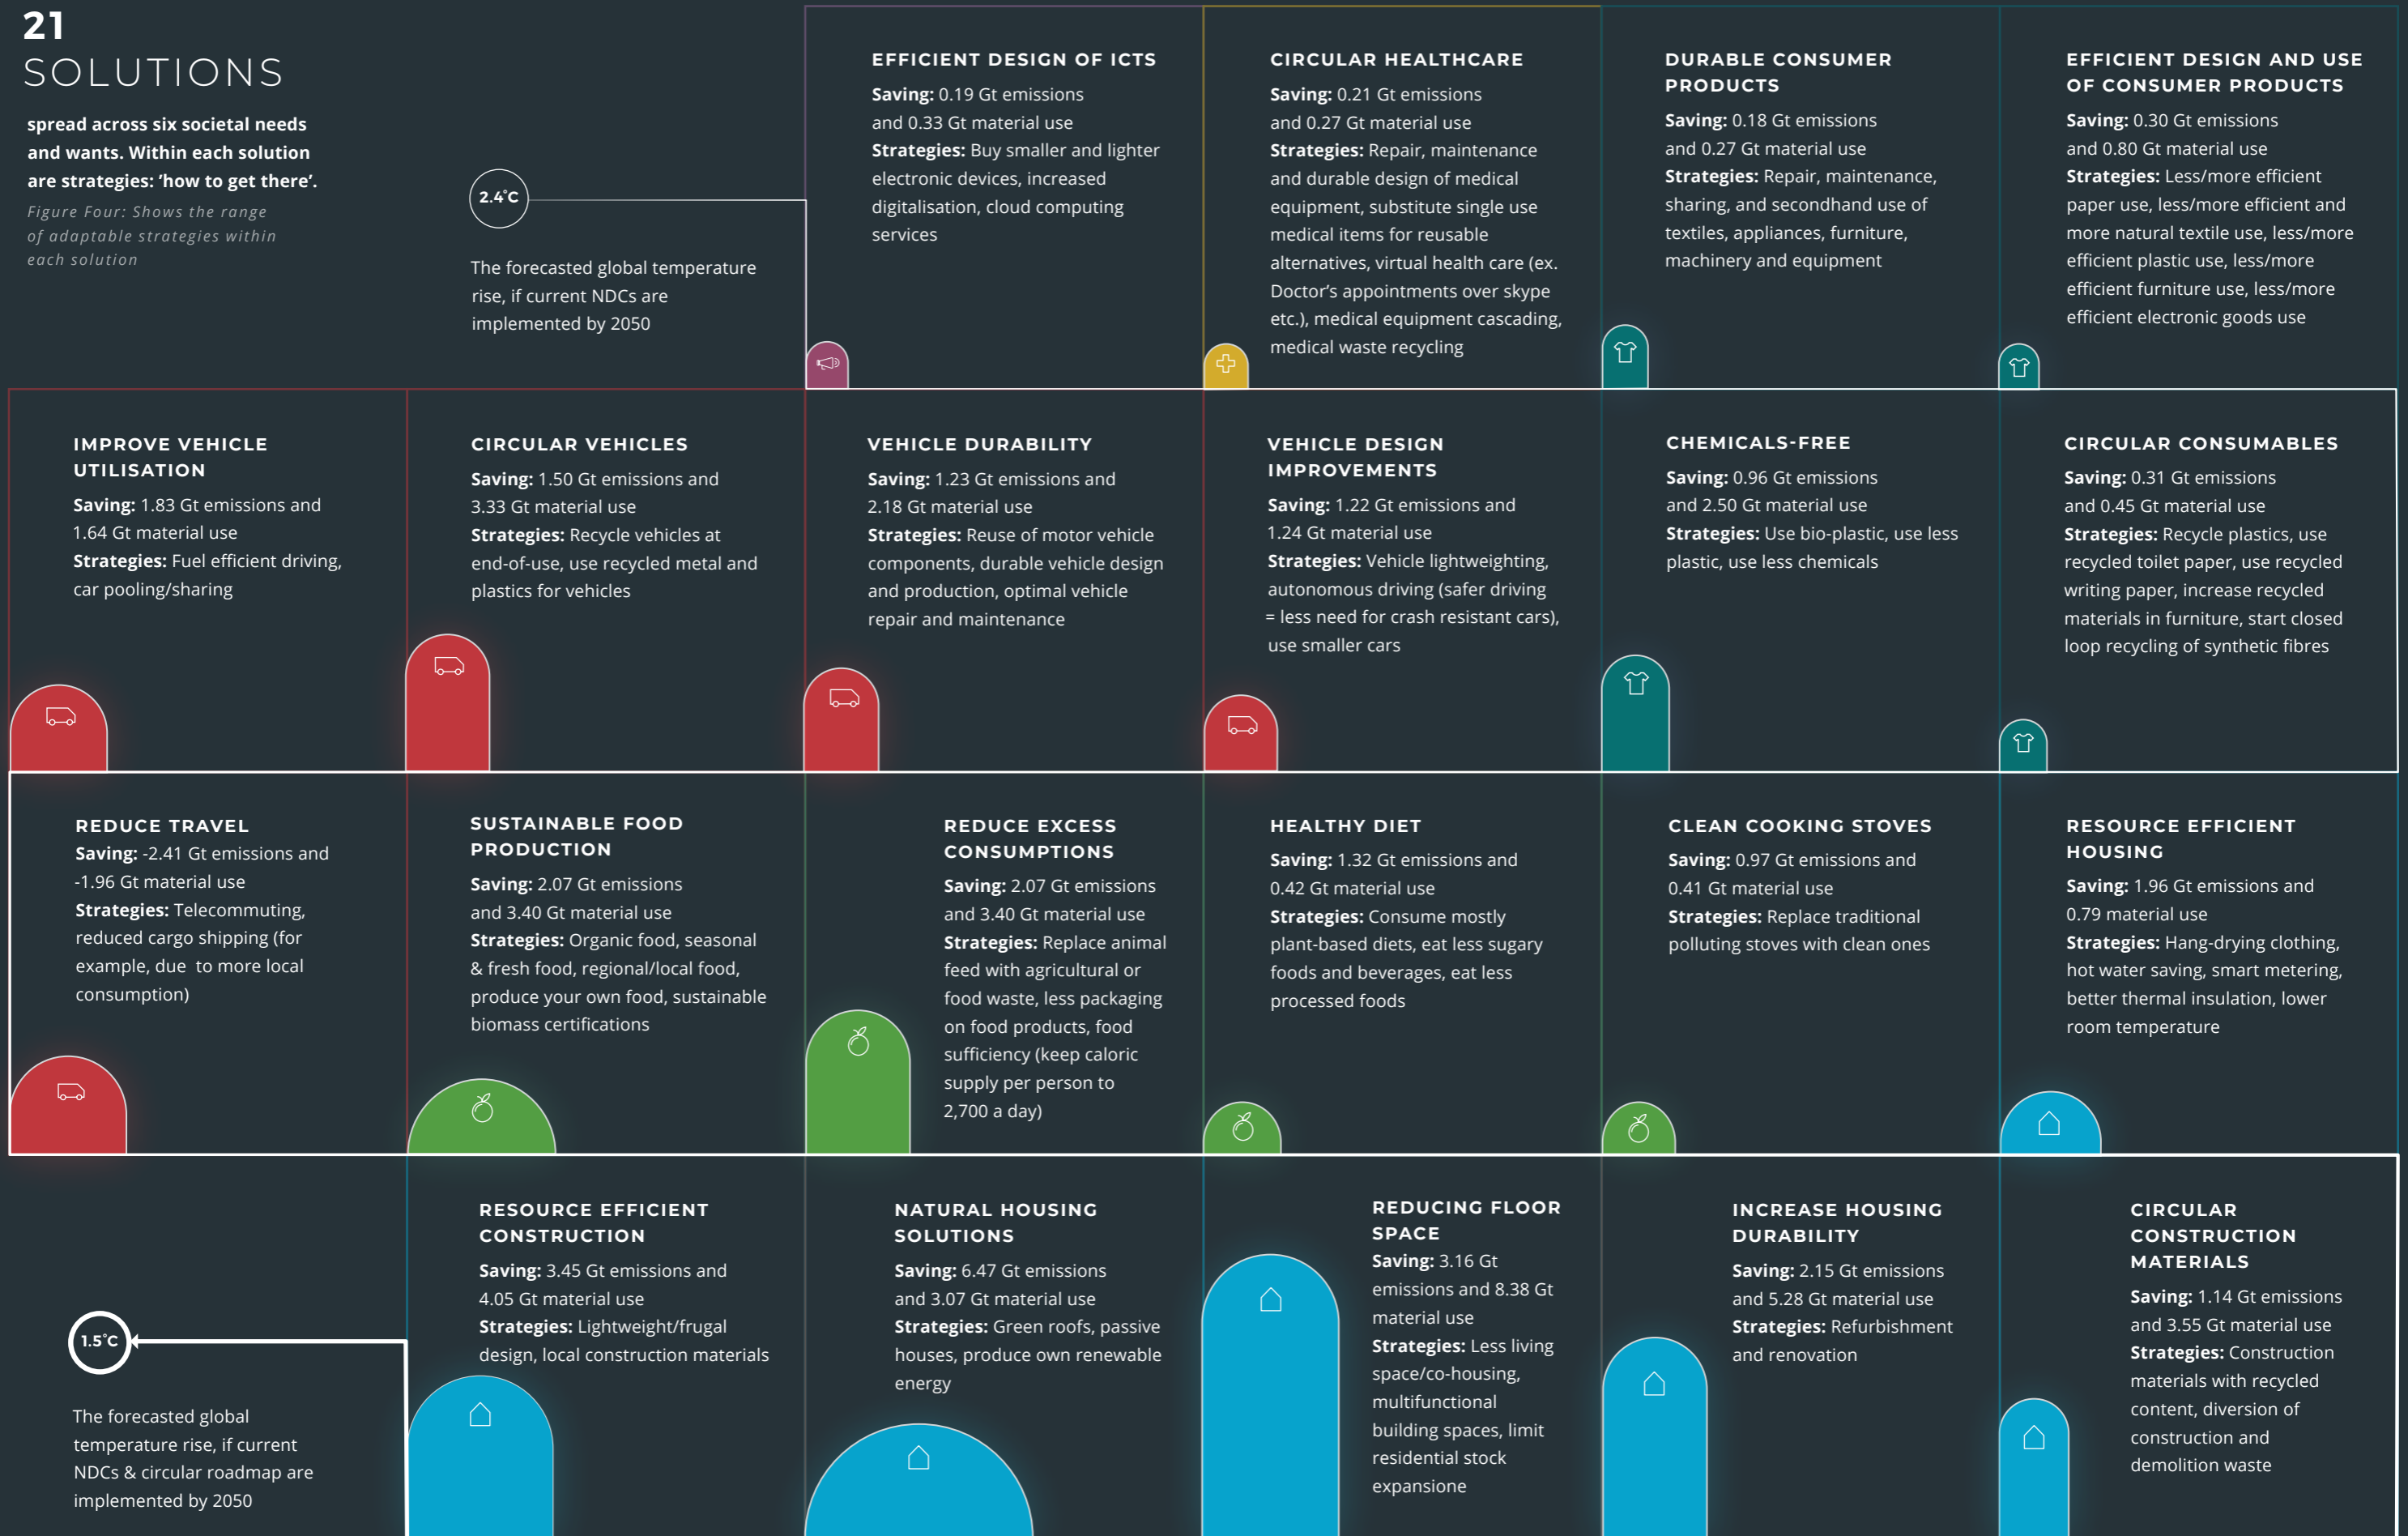 21
SOLUTIONS
spread across six societal needs
and wants. Within each solution
are strategies: ’how to get there’.
Figure Four: Shows the range
of adaptable strategies within
each solution
2.4°C
The forecasted global temperature
rise, if current NDCs are
implemented by 2050
EFFICIENT DESIGN OF ICTS
Saving: 0.19 Gt emissions
and 0.33 Gt material use
Strategies: Buy smaller and lighter
electronic devices, increased
digitalisation, cloud computing
services
CIRCULAR HEALTHCARE
Saving: 0.21 Gt emissions
and 0.27 Gt material use
Strategies: Repair, maintenance
and durable design of medical
equipment, substitute single use
medical items for reusable
alternatives, virtual health care (ex.
Doctor’s appointments over skype
etc.), medical equipment cascading,
medical waste recycling
DURABLE CONSUMER
PRODUCTS
Saving: 0.18 Gt emissions
and 0.27 Gt material use
Strategies: Repair, maintenance,
sharing, and secondhand use of
textiles, appliances, furniture,
machinery and equipment
EFFICIENT DESIGN AND USE
OF CONSUMER PRODUCTS
Saving: 0.30 Gt emissions
and 0.80 Gt material use
Strategies: Less/more efficient
paper use, less/more efficient and
more natural textile use, less/more
efficient plastic use, less/more
efficient furniture use, less/more
efficient electronic goods use
IMPROVE VEHICLE
UTILISATION
Saving: 1.83 Gt emissions and
1.64 Gt material use
Strategies: Fuel efficient driving,
car pooling/sharing
CIRCULAR VEHICLES
Saving: 1.50 Gt emissions and
3.33 Gt material use
Strategies: Recycle vehicles at
end-of-use, use recycled metal and
plastics for vehicles
VEHICLE DURABILITY
Saving: 1.23 Gt emissions and
2.18 Gt material use
Strategies: Reuse of motor vehicle
components, durable vehicle design
and production, optimal vehicle
repair and maintenance
VEHICLE DESIGN
IMPROVEMENTS
Saving: 1.22 Gt emissions and
1.24 Gt material use
Strategies: Vehicle lightweighting,
autonomous driving (safer driving
= less need for crash resistant cars),
use smaller cars
CHEMICALS-FREE
Saving: 0.96 Gt emissions
and 2.50 Gt material use
Strategies: Use bio-plastic, use less
plastic, use less chemicals
CIRCULAR CONSUMABLES
Saving: 0.31 Gt emissions
and 0.45 Gt material use
Strategies: Recycle plastics, use
recycled toilet paper, use recycled
writing paper, increase recycled
materials in furniture, start closed
loop recycling of synthetic fibres
REDUCE TRAVEL
Saving: -2.41 Gt emissions and
-1.96 Gt material use
Strategies: Telecommuting,
reduced cargo shipping (for
example, due to more local
consumption)
SUSTAINABLE FOOD
PRODUCTION
Saving: 2.07 Gt emissions
and 3.40 Gt material use
Strategies: Organic food, seasonal
& fresh food, regional/local food,
produce your own food, sustainable
biomass certifications
REDUCE EXCESS
CONSUMPTIONS
Saving: 2.07 Gt emissions
and 3.40 Gt material use
Strategies: Replace animal
feed with agricultural or
food waste, less packaging
on food products, food
sufficiency (keep caloric
supply per person to
2,700 a day)
HEALTHY DIET
Saving: 1.32 Gt emissions and
0.42 Gt material use
Strategies: Consume mostly
plant-based diets, eat less sugary
foods and beverages, eat less
processed foods
CLEAN COOKING STOVES
Saving: 0.97 Gt emissions and
0.41 Gt material use
Strategies: Replace traditional
polluting stoves with clean ones
RESOURCE EFFICIENT
HOUSING
Saving: 1.96 Gt emissions and
0.79 material use
Strategies: Hang-drying clothing,
hot water saving, smart metering,
better thermal insulation, lower
room temperature
1.5°C
The forecasted global
temperature rise, if current
NDCs & circular roadmap are
implemented by 2050
RESOURCE EFFICIENT
CONSTRUCTION
Saving: 3.45 Gt emissions and
4.05 Gt material use
Strategies: Lightweight/frugal
design, local construction materials
NATURAL HOUSING
SOLUTIONS
Saving: 6.47 Gt emissions
and 3.07 Gt material use
Strategies: Green roofs, passive
houses, produce own renewable
energy
REDUCING FLOOR
SPACE
Saving: 3.16 Gt
emissions and 8.38 Gt
material use
Strategies: Less living
space/co-housing,
multifunctional
building spaces, limit
residential stock
expansione
INCREASE HOUSING
DURABILITY
Saving: 2.15 Gt emissions
and 5.28 Gt material use
Strategies: Refurbishment
and renovation
CIRCULAR
CONSTRUCTION
MATERIALS
Saving: 1.14 Gt emissions
and 3.55 Gt material use
Strategies: Construction
materials with recycled
content, diversion of
construction and
demolition waste